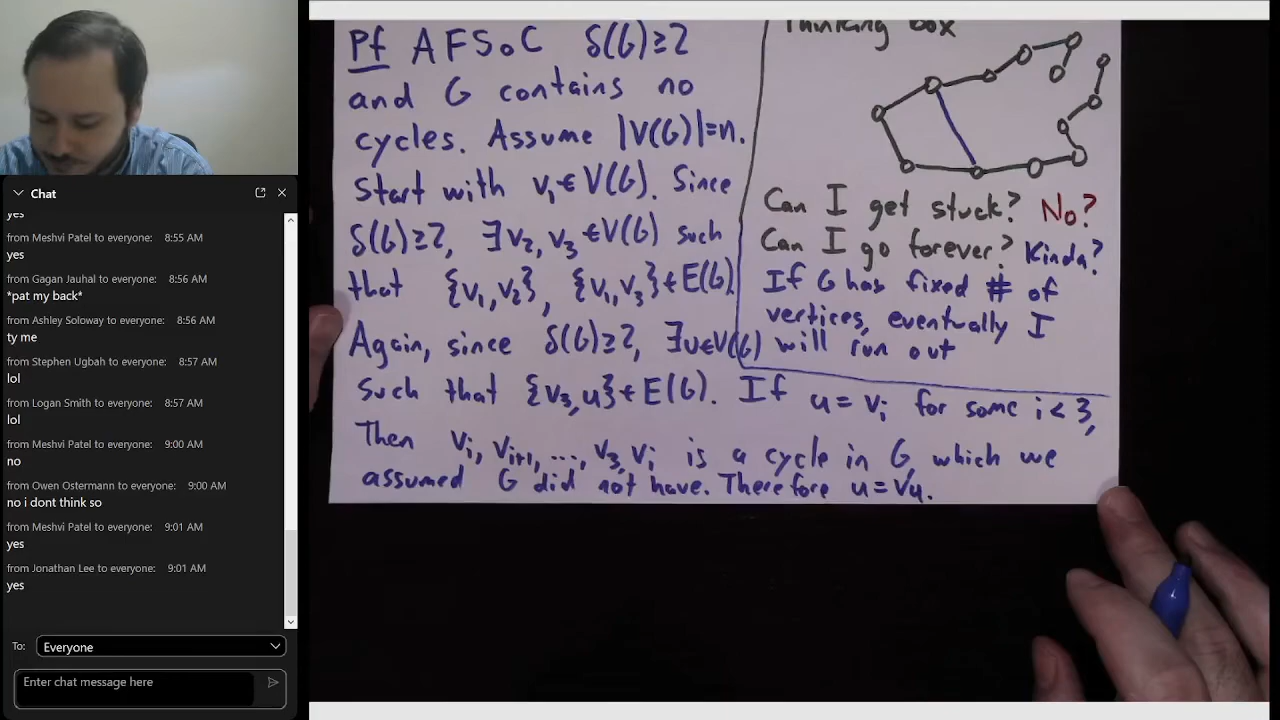 Chat
yes
from Meshvi Patel to everyone: 8:55 AM
yes
from Gagan Jauhal to everyone: 8:56 AM
*pat my back*
from Ashley Soloway to everyone: 8:56 AM
ty me
from Stephen Ugbah to everyone: 8:57 AM
lol
from Logan Smith to everyone: 8:57 AM
lol
from Meshvi Patel to everyone: 9:00 AM
no
from Owen Ostermann to everyone: 9:00 AM
no i dont think so
from Meshvi Patel to everyone: 9:01 AM
yes
from Jonathan Lee to everyone: 9:01 AM
yes
To: Everyone
Enter chat message here
Pf AFSoC δ(G)≥2
and G contains no
cycles. Assume |V(G)|=n.
Start with v₁∈V(G). Since
δ(G)≥2, ∃v₂,v₃∈V(G) such
that {v₁,v₂}, {v₁,v₃}∈E(G).
Again, since δ(G)≥2, ∃u∈V(G)
such that {v₃,u}∈E(G). If u=vᵢ for some i<3,
Then vᵢ, vᵢ₊₁, ..., v₃, vᵢ is a cycle in G, which we
assumed G did not have. Therefore u=v₄.
Thinking box
Can I get stuck? No?
Can I go forever? Kinda?
If G has fixed # of
vertices, eventually I
will run out